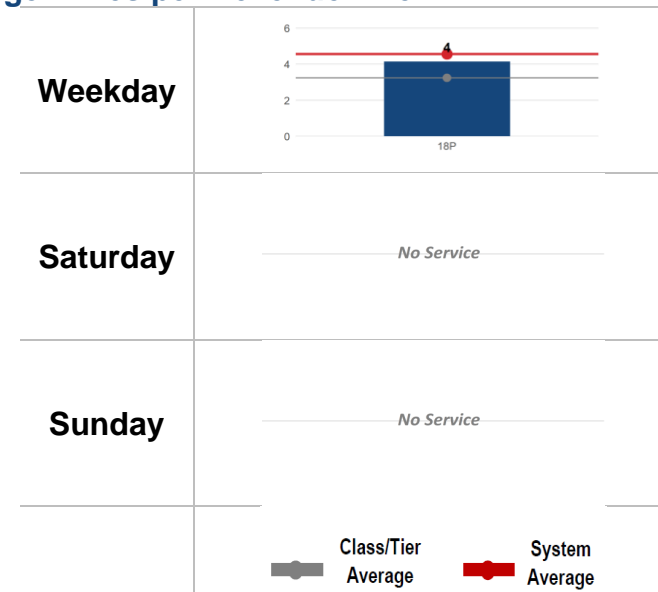 Weekday
6
4
4
2
0
18P
Saturday
No Service
Sunday
No Service
Class/Tier
Average
System
Average